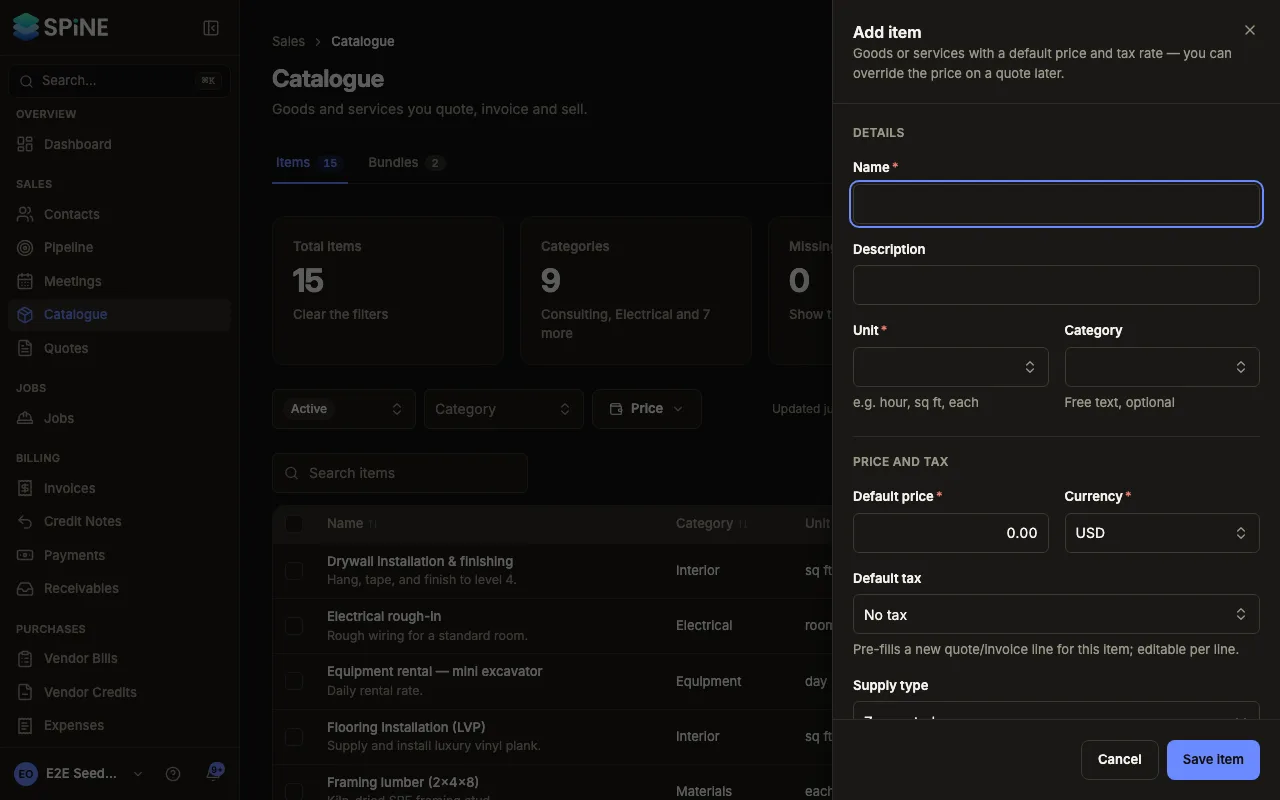 SPiNE
Search...
⌘K
OVERVIEW
Dashboard
SALES
Contacts
Pipeline
Meetings
Catalogue
Quotes
JOBS
Jobs
BILLING
Invoices
Credit Notes
Payments
Receivables
PURCHASES
Vendor Bills
Vendor Credits
Expenses
EO
E2E Seed...
9+
Sales > Catalogue
Catalogue
Goods and services you quote, invoice and sell.
Items 15
Bundles 2
Total items
15
Clear the filters
Categories
9
Consulting, Electrical and 7
more
0
Active
Category
Price
Search items
Name
Category
Unit
Drywall installation & finishing
Hang, tape, and finish to level 4.
Interior
sq ft
Electrical rough-in
Rough wiring for a standard room.
Electrical
room
Equipment rental — mini excavator
Daily rental rate.
Equipment
day
Flooring installation (LVP)
Supply and install luxury vinyl plank.
Interior
sq ft
Framing lumber (2×4×8)
Kiln-dried SPF framing stud.
Materials
each
Add item
Goods or services with a default price and tax rate — you can
override the price on a quote later.
DETAILS
Name *
Description
Unit *
Category
e.g. hour, sq ft, each
Free text, optional
PRICE AND TAX
Default price *
Currency *
0.00
USD
Default tax
No tax
Pre-fills a new quote/invoice line for this item; editable per line.
Supply type
Cancel
Save item